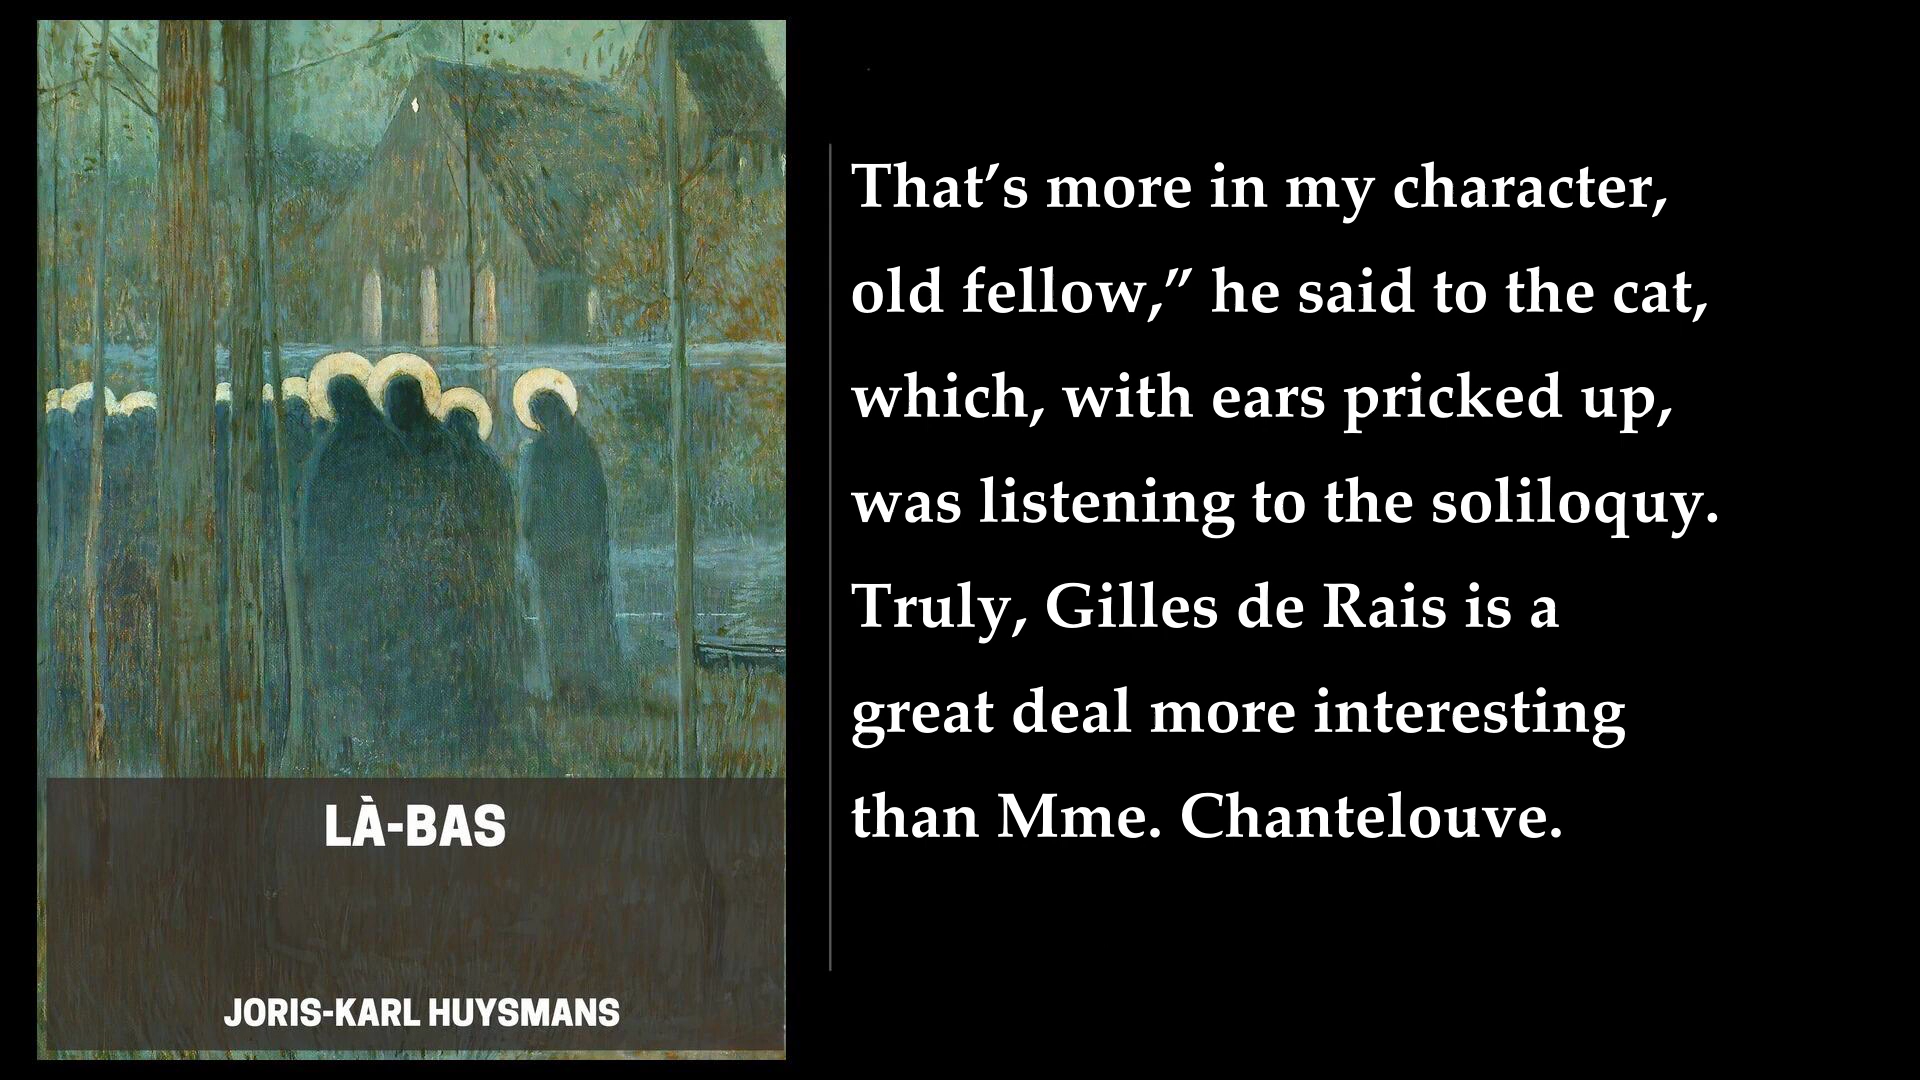 LÀ-BAS
JORIS-KARL HUYSMANS
That’s more in my character,
old fellow,” he said to the cat,
which, with ears pricked up,
was listening to the soliloquy.
Truly, Gilles de Rais is a
great deal more interesting
than Mme. Chantelouve.